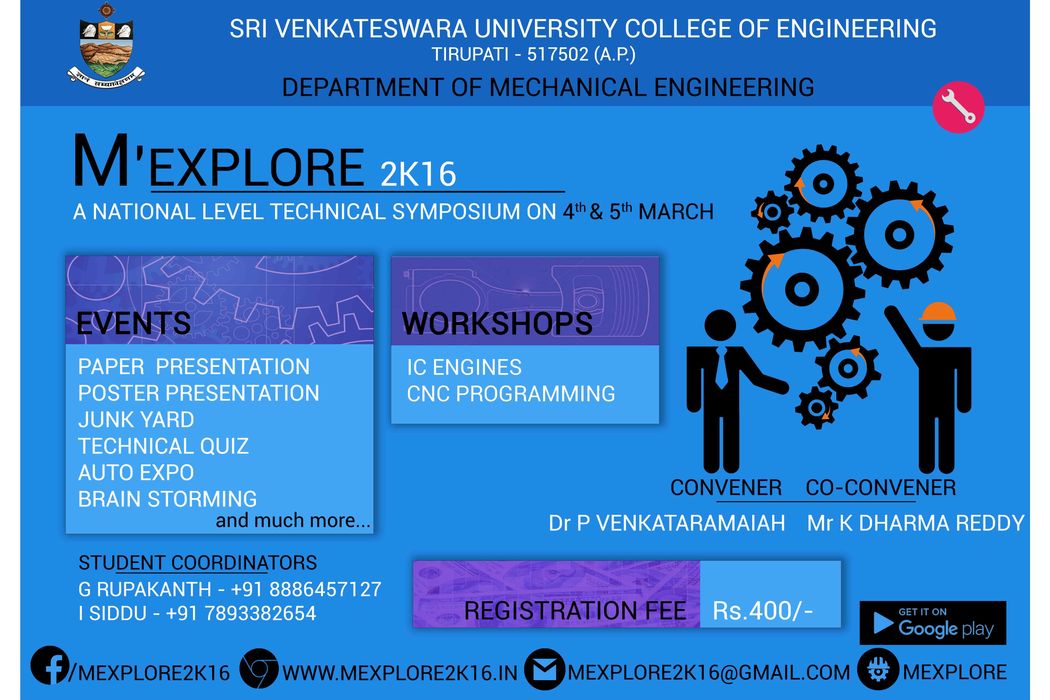 SRI VENKATESWARA UNIVERSITY COLLEGE OF ENGINEERING
TIRUPATI - 517502 (A.P.)
DEPARTMENT OF MECHANICAL ENGINEERING
M'EXPLORE 2K16
A NATIONAL LEVEL TECHNICAL SYMPOSIUM ON 4th & 5th MARCH
EVENTS
PAPER PRESENTATION
POSTER PRESENTATION
JUNK YARD
TECHNICAL QUIZ
AUTO EXPO
BRAIN STORMING
and much more...
WORKSHOPS
IC ENGINES
CNC PROGRAMMING
CONVENER CO-CONVENER
Dr P VENKATARAMAIAH Mr K DHARMA REDDY
STUDENT COORDINATORS
G RUPAKANTH - +91 8886457127
I SIDDU - +91 7893382654
REGISTRATION FEE Rs.400/-
GET IT ON
Google play
/MEXPLORE2K16 WWW.MEXPLORE2K16.IN MEXPLORE2K16@GMAIL.COM MEXPLORE